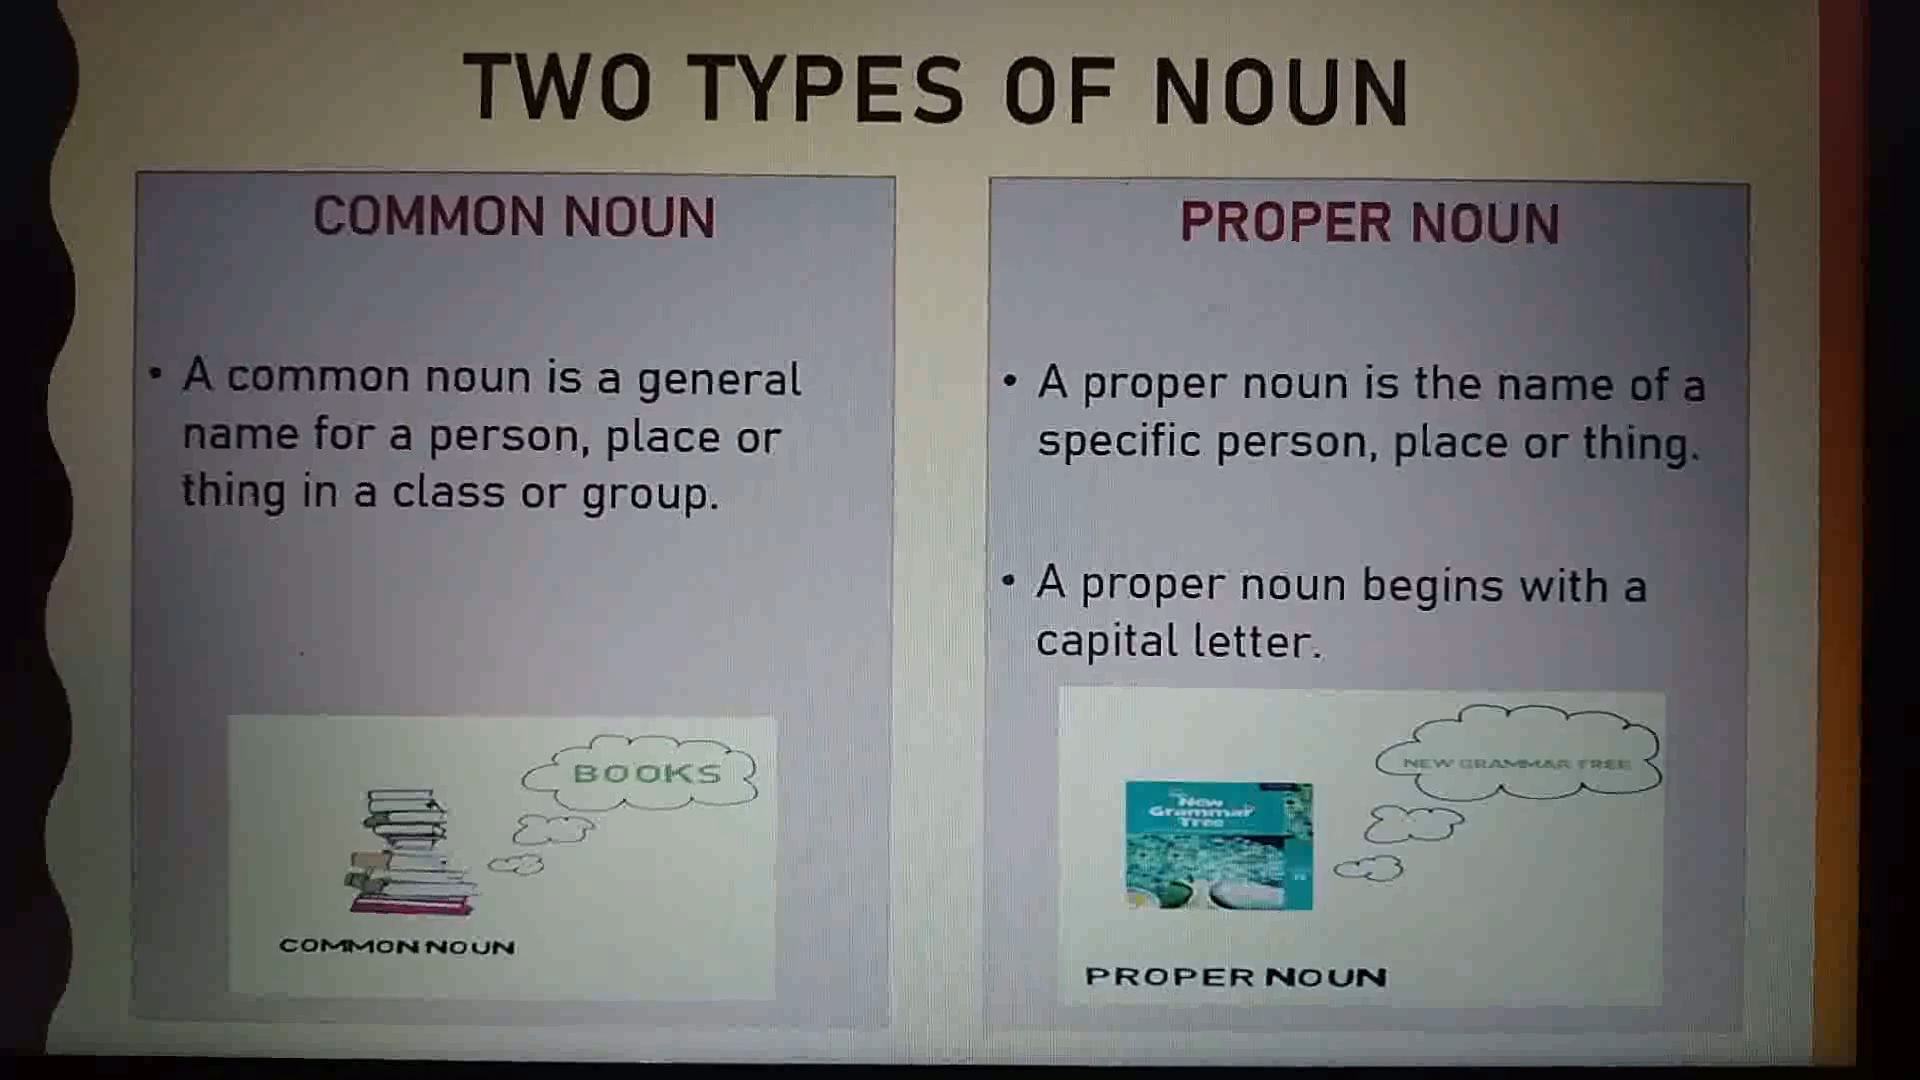 TWO TYPES OF NOUN
COMMON NOUN
• A common noun is a general
name for a person, place or
thing in a class or group.
BOOKS
COMMON NOUN
PROPER NOUN
• A proper noun is the name of a
specific person, place or thing.
• A proper noun begins with a
capital letter.
NEW GRAMMAR TREE
New
Grammar
Tree
PROPER NOUN